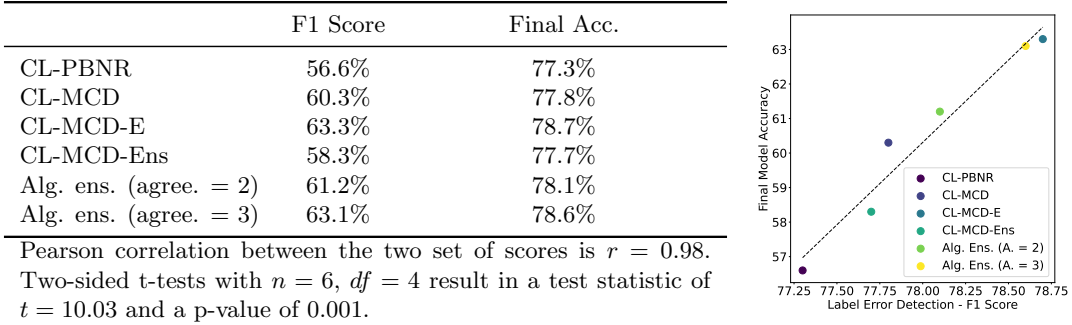 F1 Score Final Acc.
CL-PBNR 56.6% 77.3%
CL-MCD 60.3% 77.8%
CL-MCD-E 63.3% 78.7%
CL-MCD-Ens 58.3% 77.7%
Alg. ens. (agree. = 2) 61.2% 78.1%
Alg. ens. (agree. = 3) 63.1% 78.6%
Pearson correlation between the two set of scores is r = 0.98.
Two-sided t-tests with n = 6, df = 4 result in a test statistic of
t = 10.03 and a p-value of 0.001.
Final Model Accuracy
63
62
61
60
59
58
57
CL-PBNR
CL-MCD
CL-MCD-E
CL-MCD-Ens
Alg. Ens. (A. = 2)
Alg. Ens. (A. = 3)
77.25 77.50 77.75 78.00 78.25 78.50 78.75
Label Error Detection - F1 Score